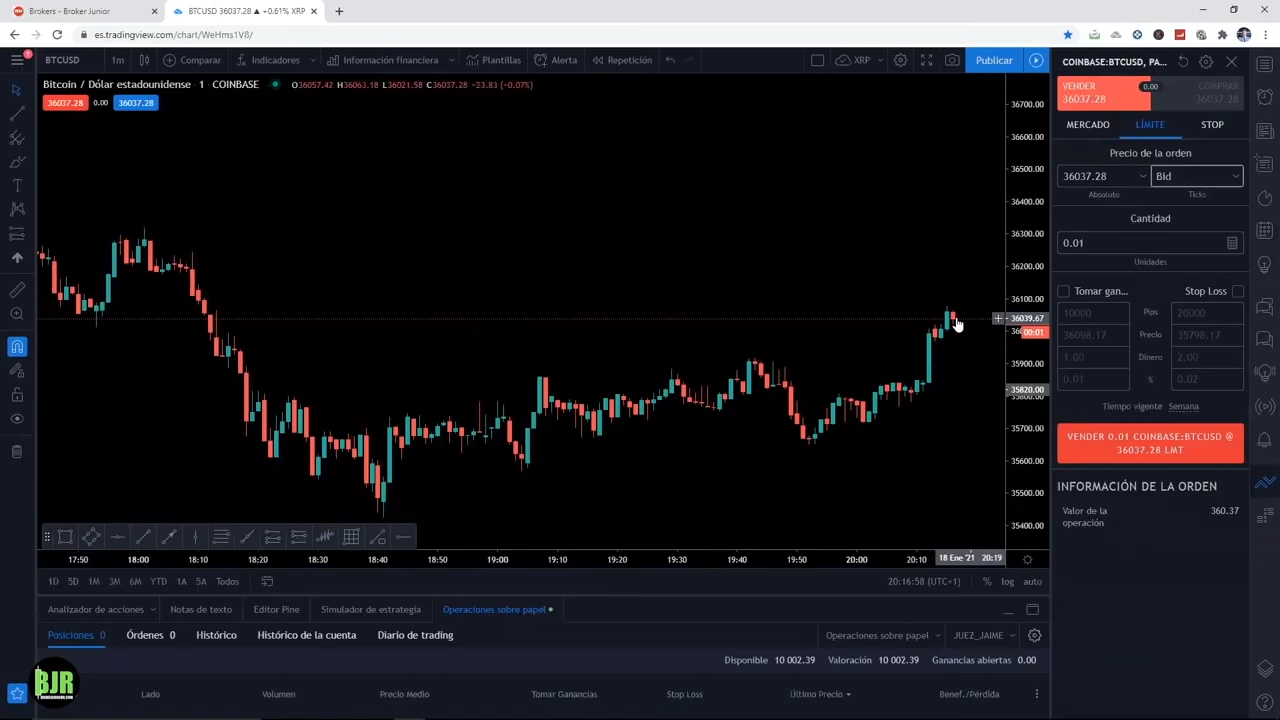 Brokers - Broker Junior
BTCUSD 36037.28 ▲ +0.61% XRP
es.tradingview.com/chart/WeHms1V8/
BTCUSD 1m Comparar Indicadores Información financiera Plantillas Alerta Repetición XRP Publicar
Bitcoin / Dólar estadounidense · 1 · COINBASE O36057.42 H36063.18 L36021.58 C36037.28 −23.83 (−0.07%)
36037.28 0.00 36037.28
36700.00
36600.00
36500.00
36400.00
36300.00
36200.00
36100.00
36039.67
00:01
35900.00
35820.00
35700.00
35600.00
35500.00
35400.00
17:50 18:00 18:10 18:20 18:30 18:40 18:50 19:00 19:10 19:20 19:30 19:40 19:50 20:00 20:10 18 Ene '21 20:19
1D 5D 1M 3M 6M YTD 1A 5A Todos 20:16:58 (UTC+1) % log auto
Analizador de acciones Notas de texto Editor Pine Simulador de estrategia Operaciones sobre papel
Posiciones 0 Órdenes 0 Histórico Histórico de la cuenta Diario de trading Operaciones sobre papel JUEZ_JAIME
Disponible 10 002.39 Valoración 10 002.39 Ganancias abiertas 0.00
Lado Volumen Precio Medio Tomar Ganancias Stop Loss Último Precio Benef./Pérdida
BJR
COINBASE:BTCUSD, PA...
VENDER 0.00 COMPRAR
36037.28 36037.28
MERCADO LÍMITE STOP
Precio de la orden
36037.28 Bid
Absoluto Ticks
Cantidad
0.01
Unidades
Tomar gan... Stop Loss
10000 Pips 20000
36098.17 Precio 35798.17
1.00 Dinero 2.00
0.01 % 0.02
Tiempo vigente Semana
VENDER 0.01 COINBASE:BTCUSD @
36037.28 LMT
INFORMACIÓN DE LA ORDEN
Valor de la 360.37
operación